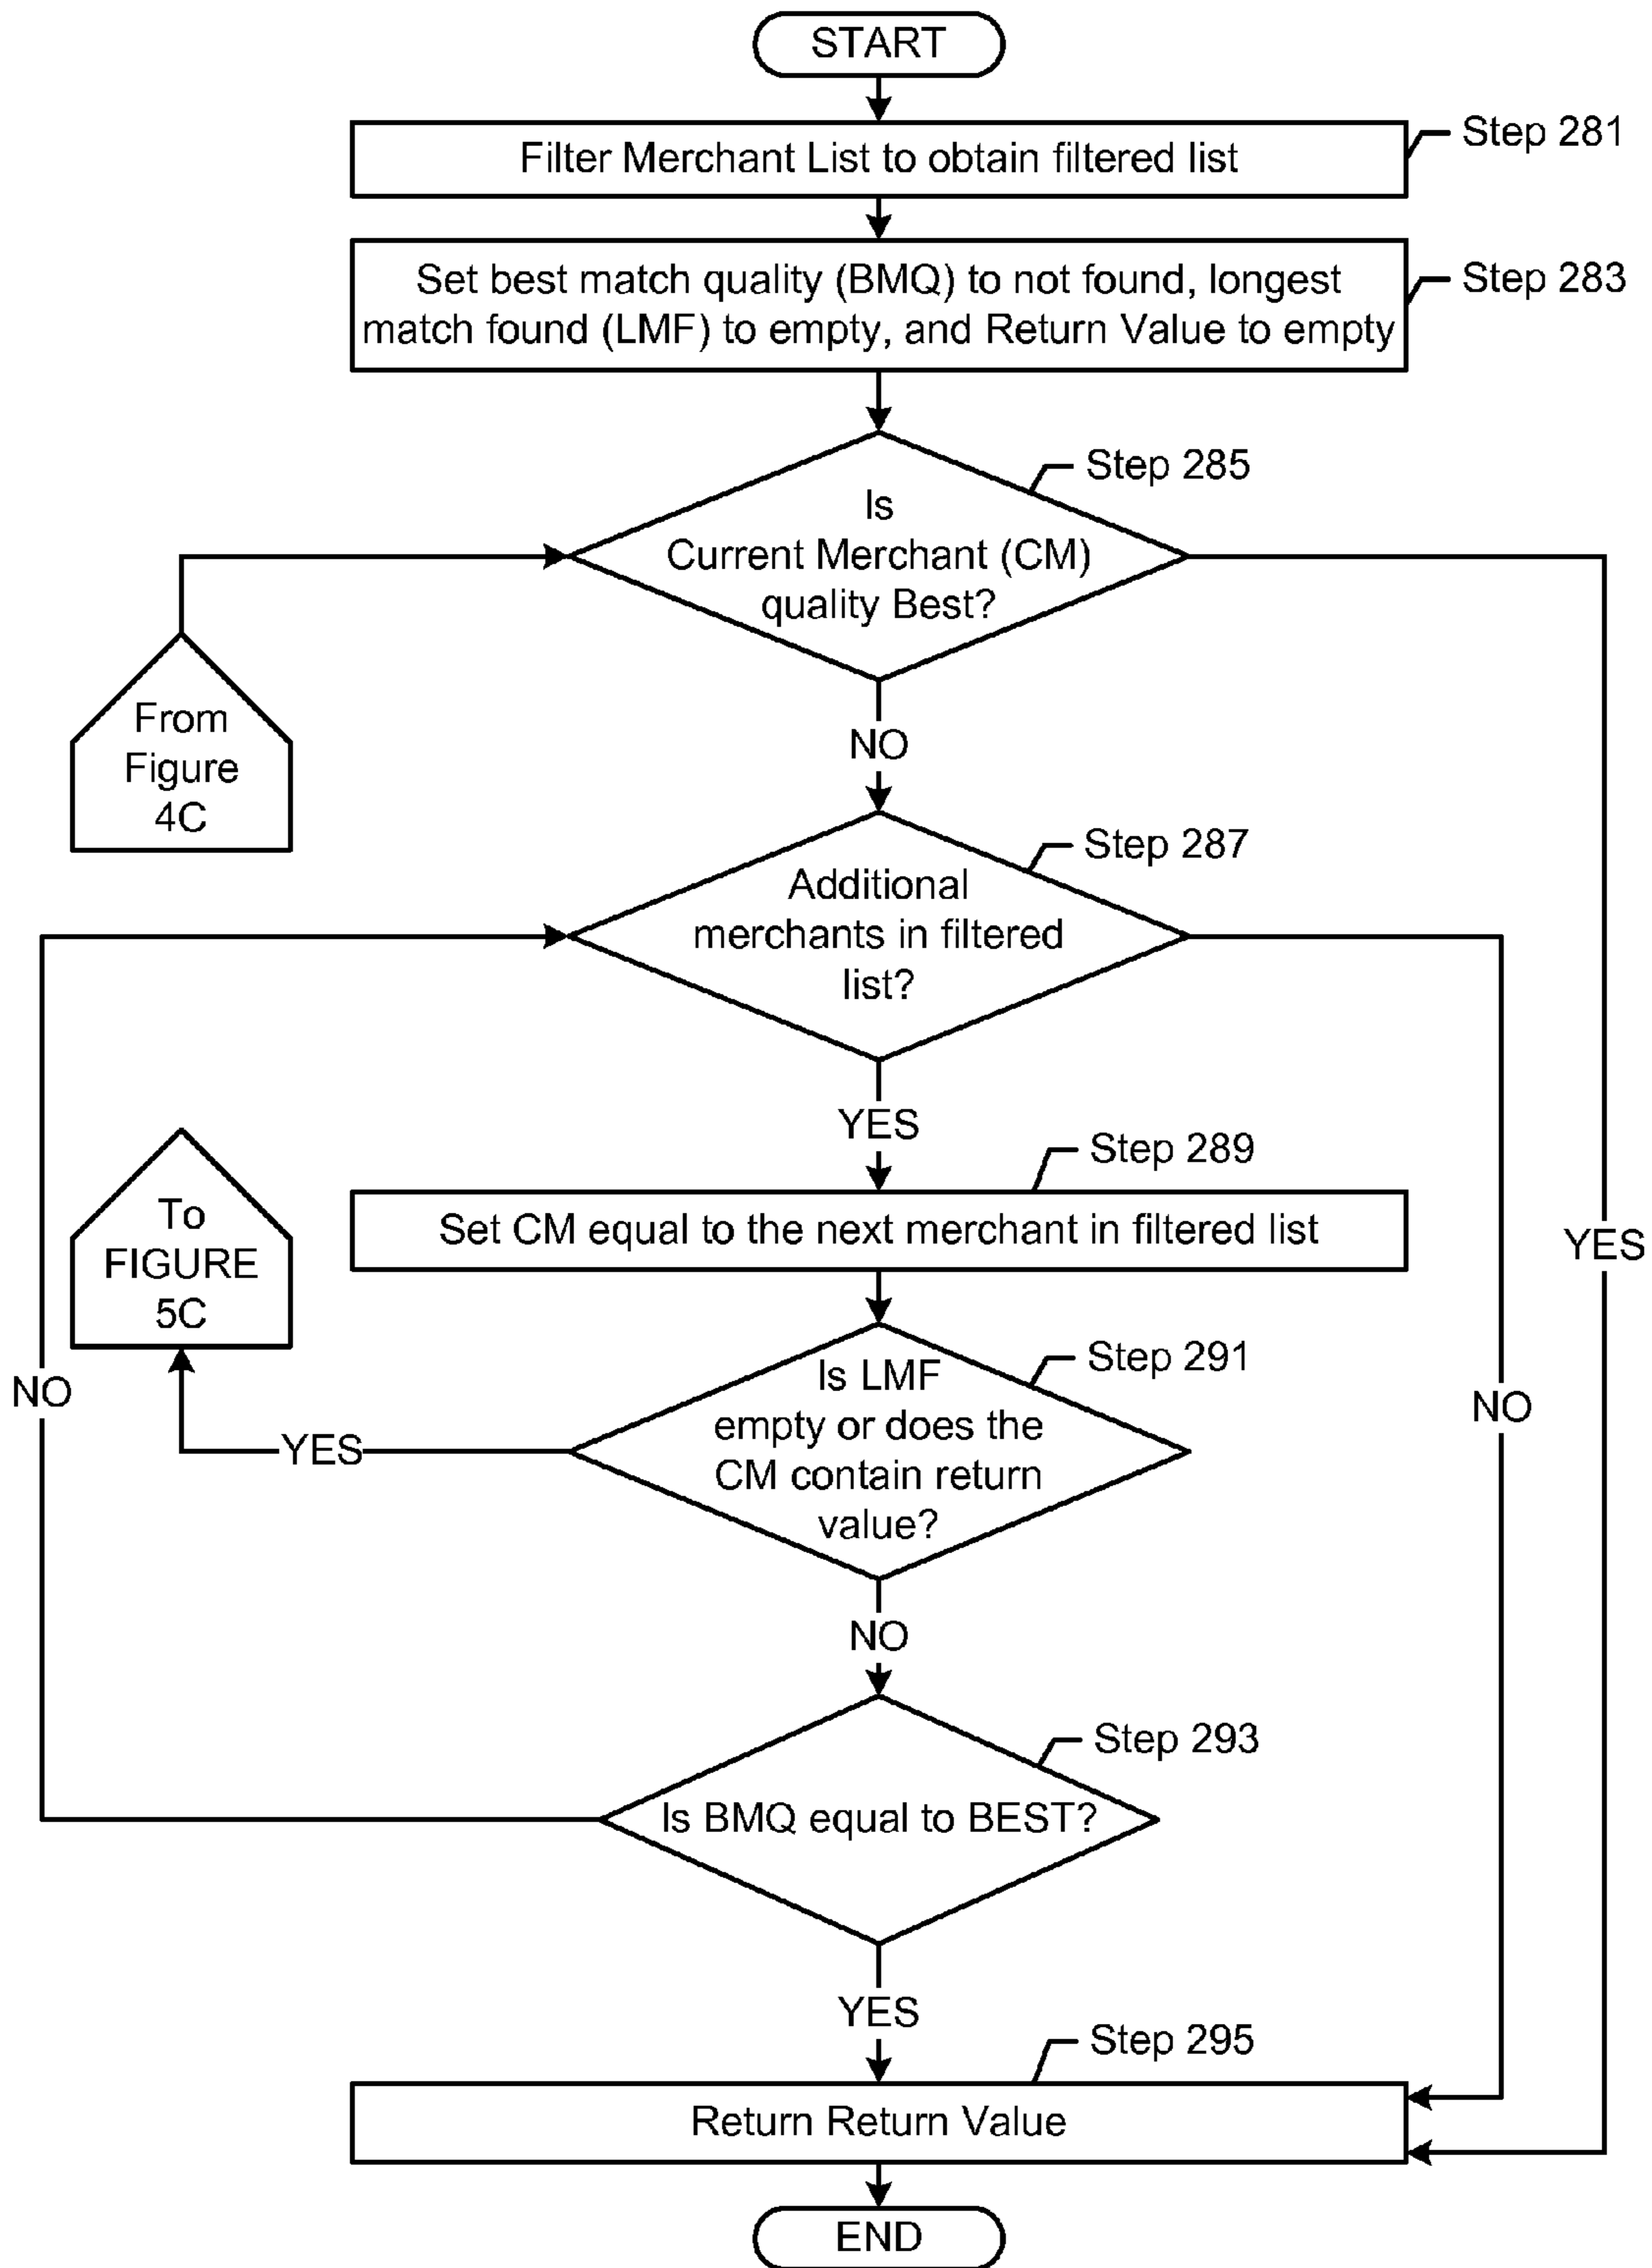 START
Filter Merchant List to obtain filtered list
Step 281
Set best match quality (BMQ) to not found, longest
match found (LMF) to empty, and Return Value to empty
Step 283
Step 285
Is
Current Merchant (CM)
quality Best?
From
Figure
4C
NO
Step 287
Additional
merchants in filtered
list?
YES
Step 289
Set CM equal to the next merchant in filtered list
To
FIGURE
5C
YES
Step 291
Is LMF
empty or does the
CM contain return
value?
NO
NO
YES
NO
Step 293
Is BMQ equal to BEST?
YES
Step 295
Return Return Value
END